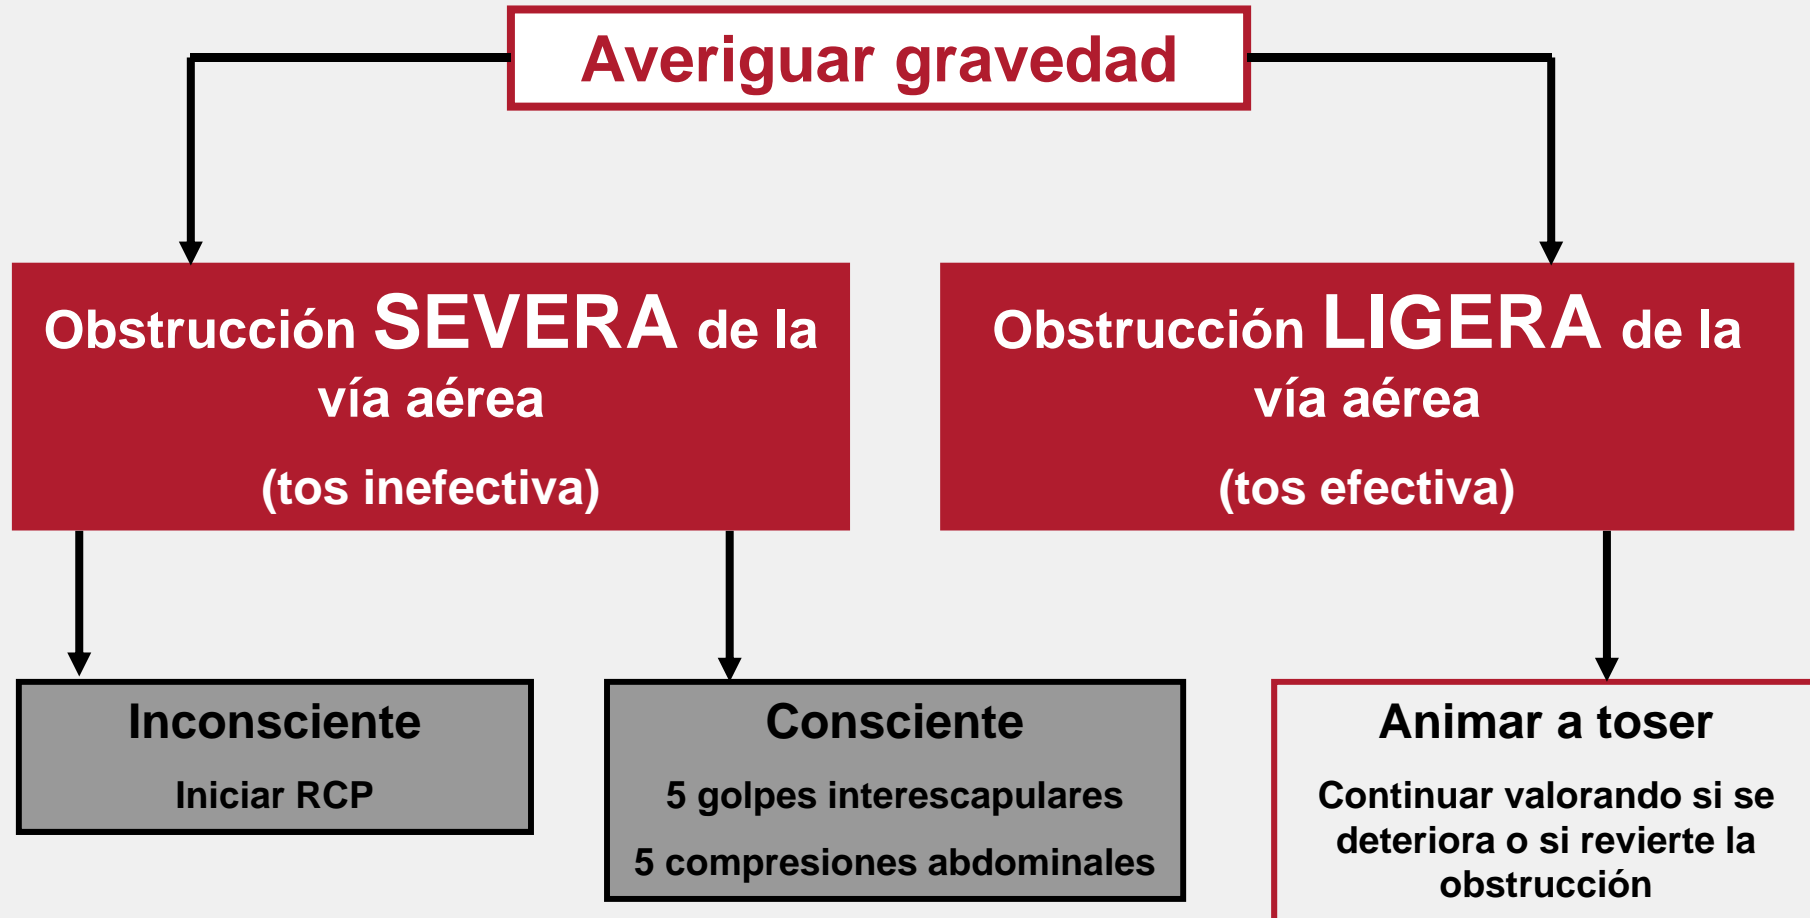 Averiguar gravedad
Obstrucción SEVERA de la
vía aérea
(tos inefectiva)
Obstrucción LIGERA de la
vía aérea
(tos efectiva)
Inconsciente
Iniciar RCP
Consciente
5 golpes interescapulares
5 compresiones abdominales
Animar a toser
Continuar valorando si se
deteriora o si revierte la
obstrucción